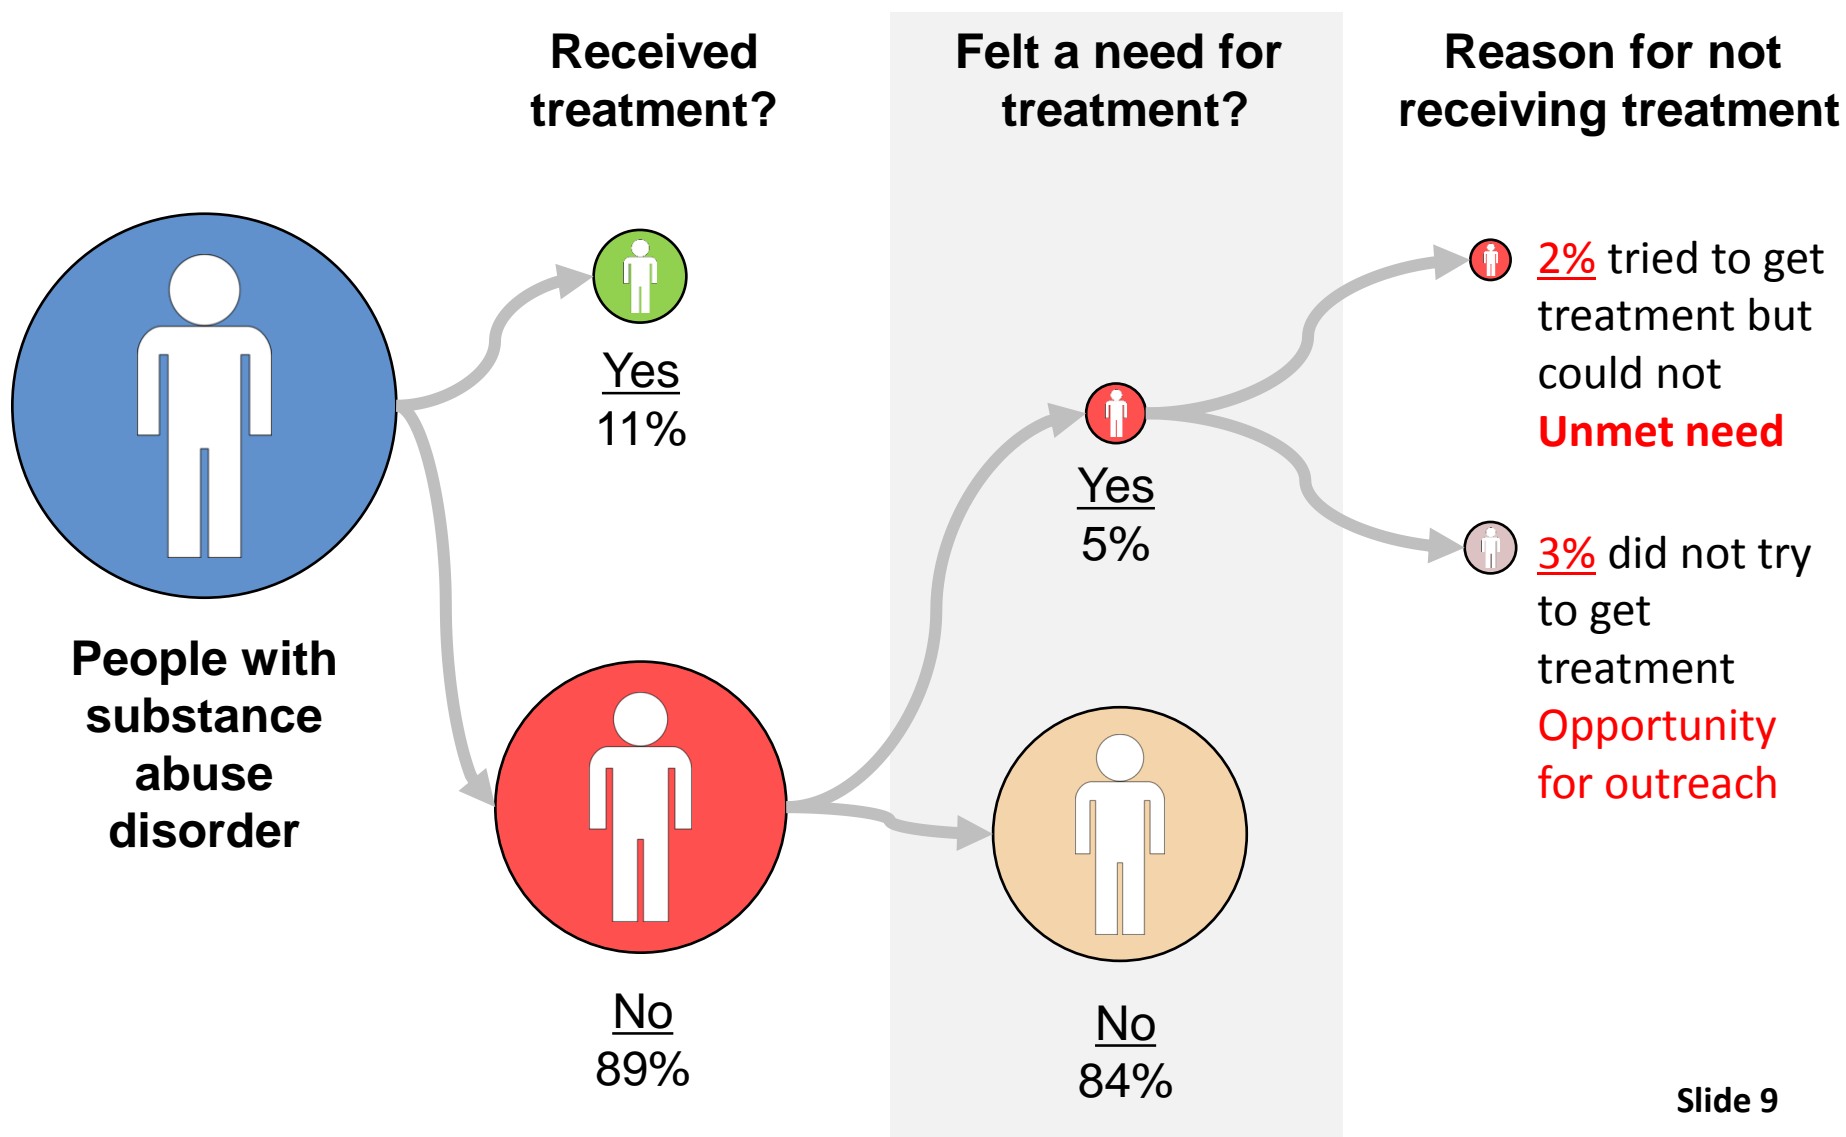 Received
treatment?
Felt a need for
treatment?
Reason for not
receiving treatment
People with
substance
abuse
disorder
Yes
11%
No
89%
Yes
5%
No
84%
2% tried to get
treatment but
could not
Unmet need
3% did not try
to get
treatment
Opportunity
for outreach
Slide 9